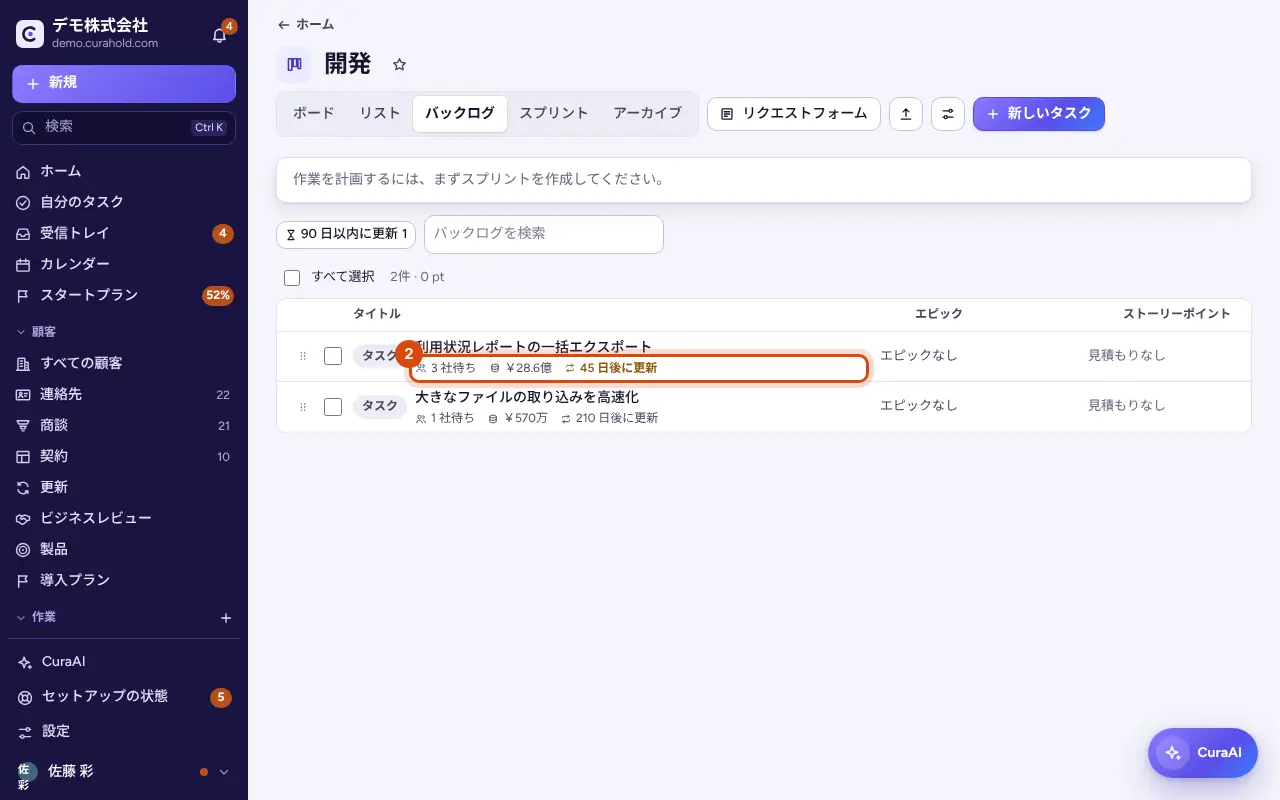 デモ株式会社
demo.curahold.com
4
新規
検索
Ctrl K
ホーム
自分のタスク
受信トレイ
4
カレンダー
スタートプラン
52%
顧客
すべての顧客
連絡先
22
商談
21
契約
10
更新
ビジネスレビュー
製品
導入プラン
作業
CuraAI
セットアップの状態
5
設定
佐彩
佐藤 彩
← ホーム
開発
ボード
リスト
バックログ
スプリント
アーカイブ
リクエストフォーム
新しいタスク
作業を計画するには、まずスプリントを作成してください。
90 日以内に更新 1
バックログを検索
すべて選択
2件 · 0 pt
タイトル
エピック
ストーリーポイント
タスク
2
利用状況レポートの一括エクスポート
3 社待ち
￥28.6億
45 日後に更新
エピックなし
見積もりなし
タスク
大きなファイルの取り込みを高速化
1 社待ち
￥570万
210 日後に更新
エピックなし
見積もりなし
CuraAI